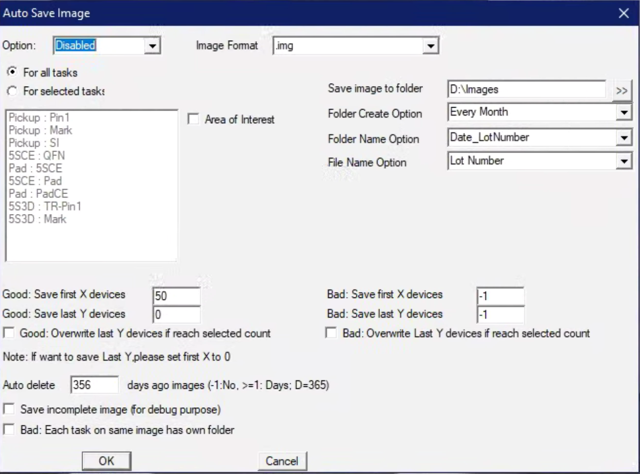 Auto Save Image
Option: Disabled Image Format .img
For all tasks
For selected tasks
Save image to folder D:\Images >>
Folder Create Option Every Month
Folder Name Option Date_LotNumber
File Name Option Lot Number
Area of Interest
Pickup : Pin1
Pickup : Mark
Pickup : SI
5SCE : QFN
Pad : 5SCE
5SCE : Pad
Pad : PadCE
5S3D : TR-Pin1
5S3D : Mark
Good: Save first X devices 50 Bad: Save first X devices -1
Good: Save last Y devices 0 Bad: Save last Y devices -1
Good: Overwrite last Y devices if reach selected count Bad: Overwrite Last Y devices if reach selected count
Note: If want to save Last Y,please set first X to 0
Auto delete 356 days ago images (-1:No, >=1: Days; D=365)
Save incomplete image (for debug purpose)
Bad: Each task on same image has own folder
OK Cancel